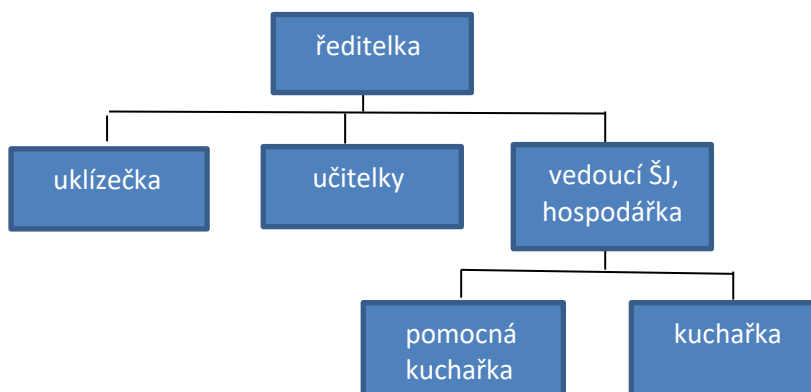 ředitelka
uklízečka
učitelky
vedoucí ŠJ,
hospodářka
pomocná
kuchařka
kuchařka